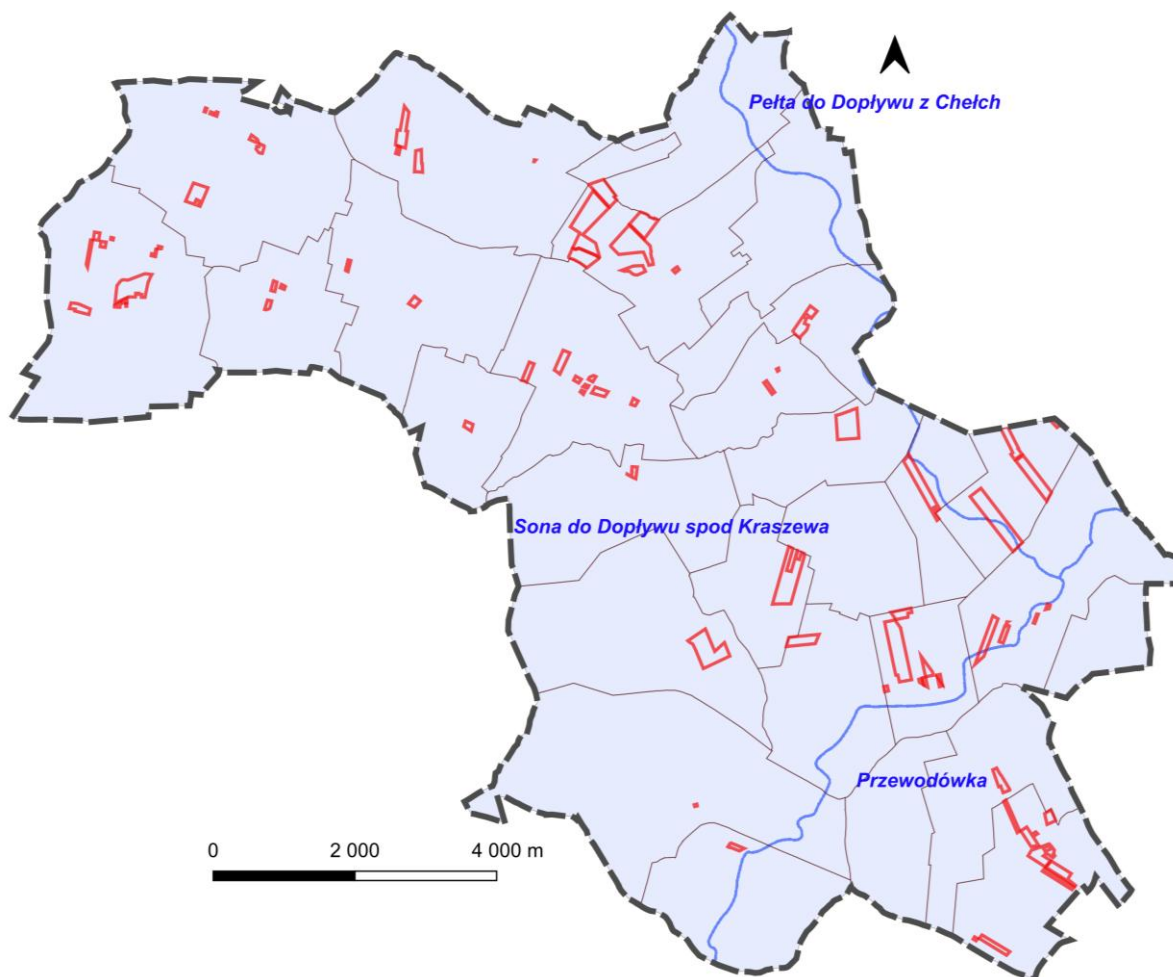 Pełta do Dopływu z Chełch
Sona do Dopływu spod Kraszewa
Przewodówka
0 2 000 4 000 m